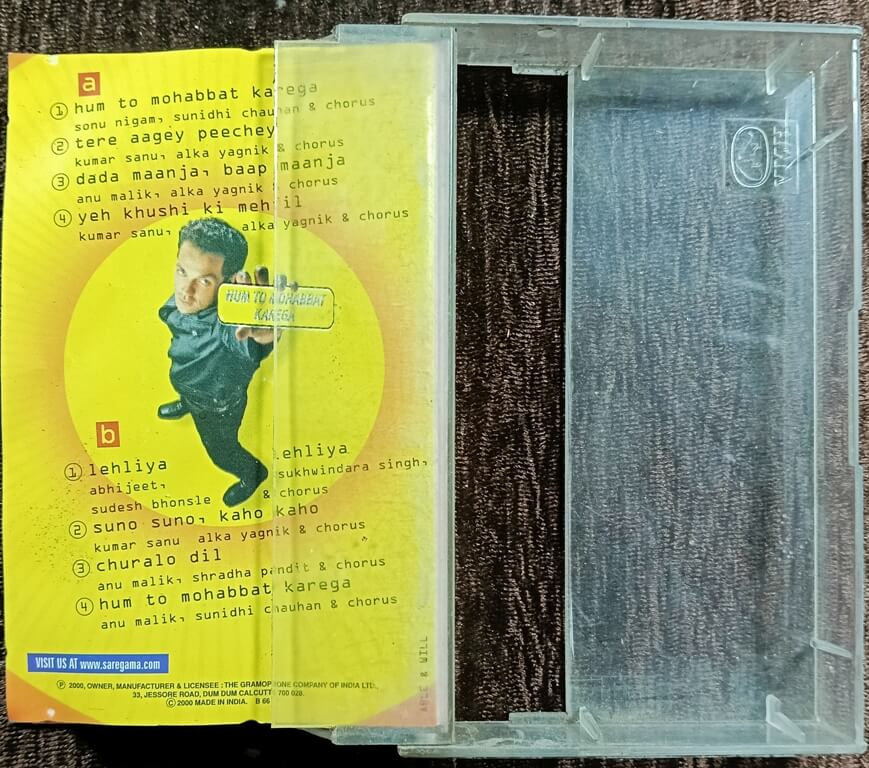 a
1 hum to mohabbat karega
sonu nigam, sunidhi chauhan & chorus
2 tere aagey peechey
kumar sanu, alka yagnik & chorus
3 dada maanja, baap maanja
anu malik, alka yagnik & chorus
4 yeh khushi ki mehfil
kumar sanu, alka yagnik & chorus
HUM TO MOHABBAT
KAREGA
b
1 lehliya lehliya
abhijeet, sukhwindara singh,
sudesh bhonsle & chorus
2 suno suno, kaho kaho
kumar sanu alka yagnik & chorus
3 churalo dil
anu malik, shradha pandit & chorus
4 hum to mohabbat karega
anu malik, sunidhi chauhan & chorus
VISIT US AT www.saregama.com
Ⓟ 2000, OWNER, MANUFACTURER & LICENSEE : THE GRAMOPHONE COMPANY OF INDIA LTD.,
33, JESSORE ROAD, DUM DUM CALCUTTA 700 028.
© 2000 MADE IN INDIA. B 66
ABLE & WILL